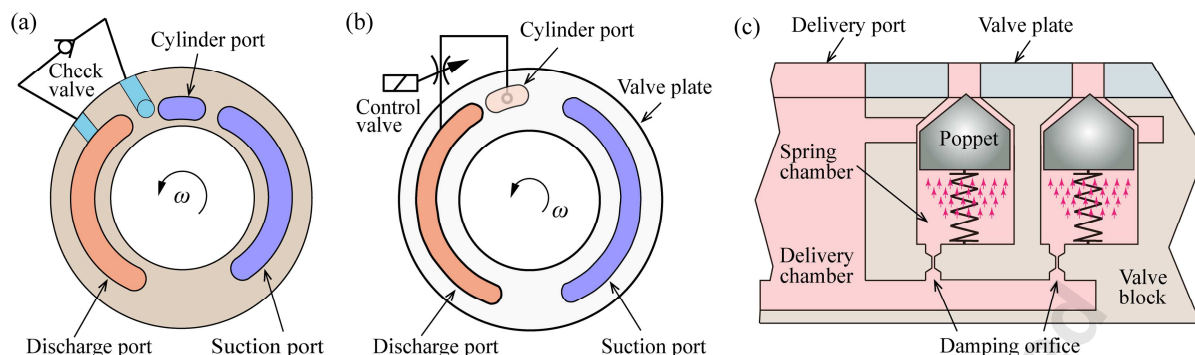 (a)
Cylinder port
Check
valve
ω
Discharge port
Suction port
(b)
Cylinder port
Control
valve
Valve plate
ω
Discharge port
Suction port
(c)
Delivery port
Valve plate
Poppet
Spring
chamber
Delivery
chamber
Valve
block
Damping orifice